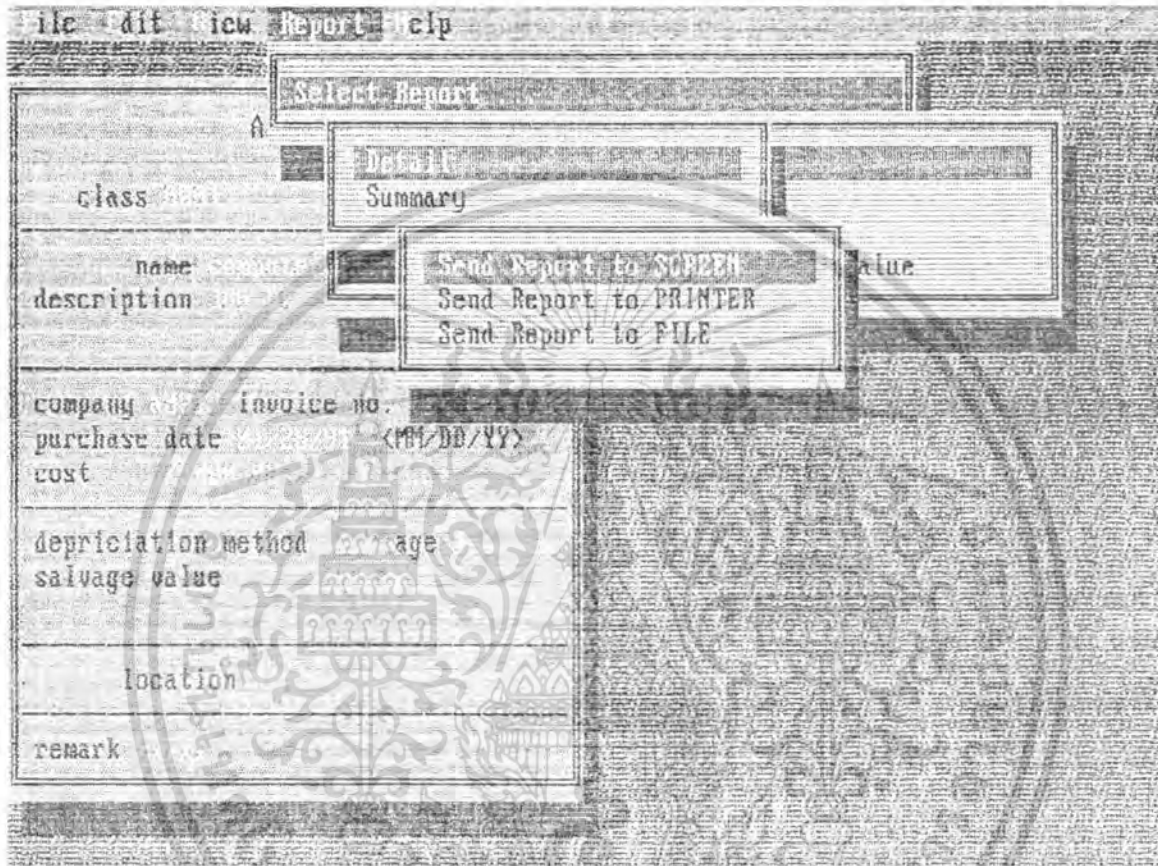 ile dit iew Report elp
Select Report
A
Detail
class
Summary
name
Send Report to SCREEN
alue
description
Send Report to PRINTER
Send Report to FILE
company invoice no.
purchase date <MM/DD/YY>
cost
depriciation method age
salvage value
location
remark